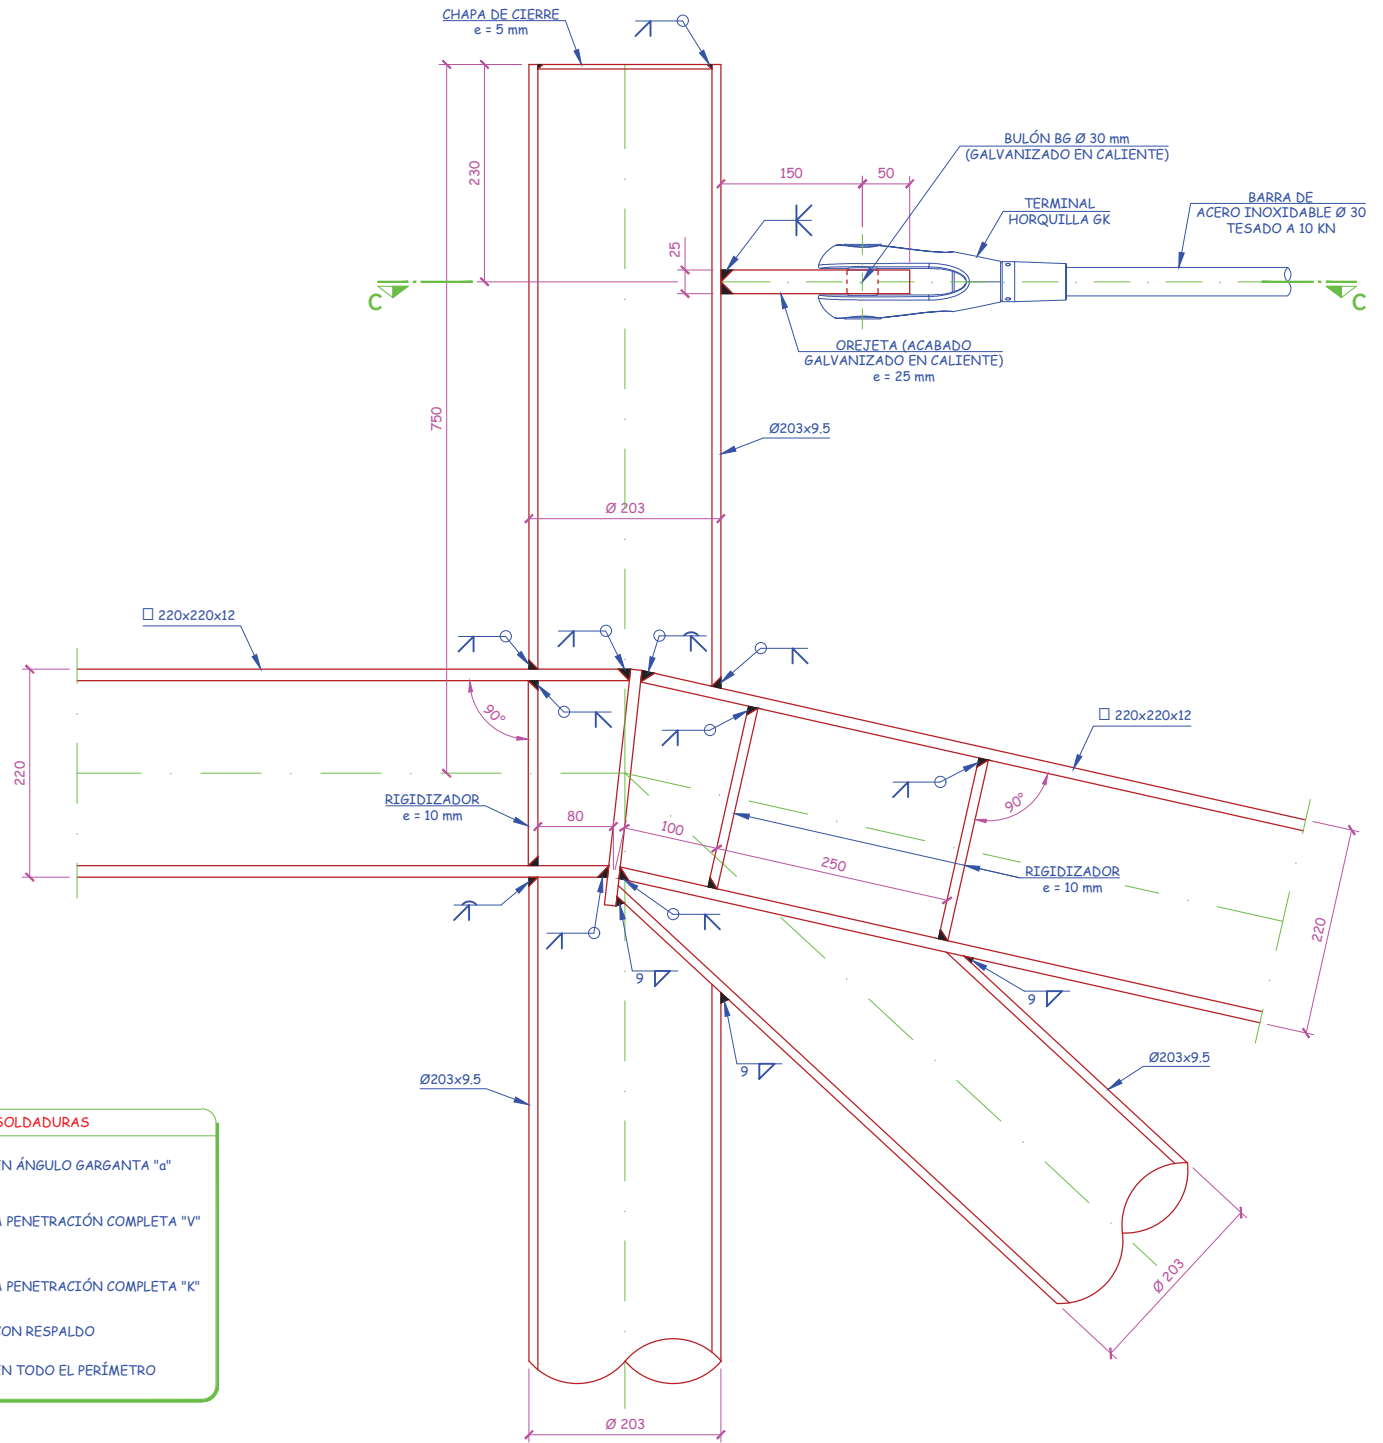 CHAPA DE CIERRE
e = 5 mm
BULÓN BG Ø 30 mm
(GALVANIZADO EN CALIENTE)
230
150
50
TERMINAL
HORQUILLA GK
BARRA DE
ACERO INOXIDABLE Ø 30
TESADO A 10 KN
25
C
C
OREJETA (ACABADO
GALVANIZADO EN CALIENTE)
e = 25 mm
750
Ø203x9.5
Ø 203
□ 220x220x12
90°
□ 220x220x12
220
RIGIDIZADOR
e = 10 mm
80
100
250
90°
RIGIDIZADOR
e = 10 mm
220
9
9
9
Ø203x9.5
Ø203x9.5
SOLDADURAS
EN ÁNGULO GARGANTA "a"
PENETRACIÓN COMPLETA "V"
PENETRACIÓN COMPLETA "K"
CON RESPALDO
EN TODO EL PERÍMETRO
Ø 203
Ø 203